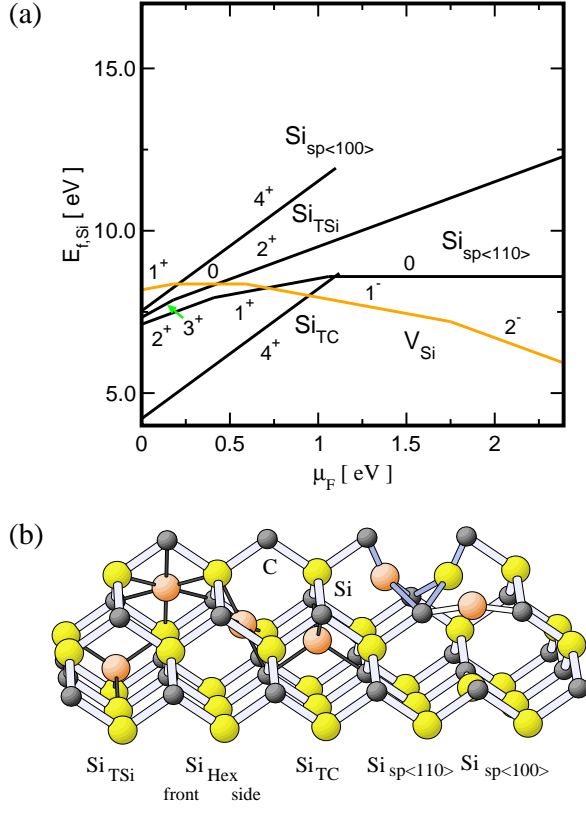 (a)
15.0
10.0
5.0
E_f,Si [ eV ]
Si_sp<100>
4+
Si_TSi
2+
Si_sp<110>
1+
0
0
1+
1-
3+
2+
Si_TC
4+
V_Si
2-
0
0.5
1
1.5
2
μ_F [ eV ]
(b)
C
Si
Si_TSi Si_Hex Si_TC Si_sp<110> Si_sp<100>
front side